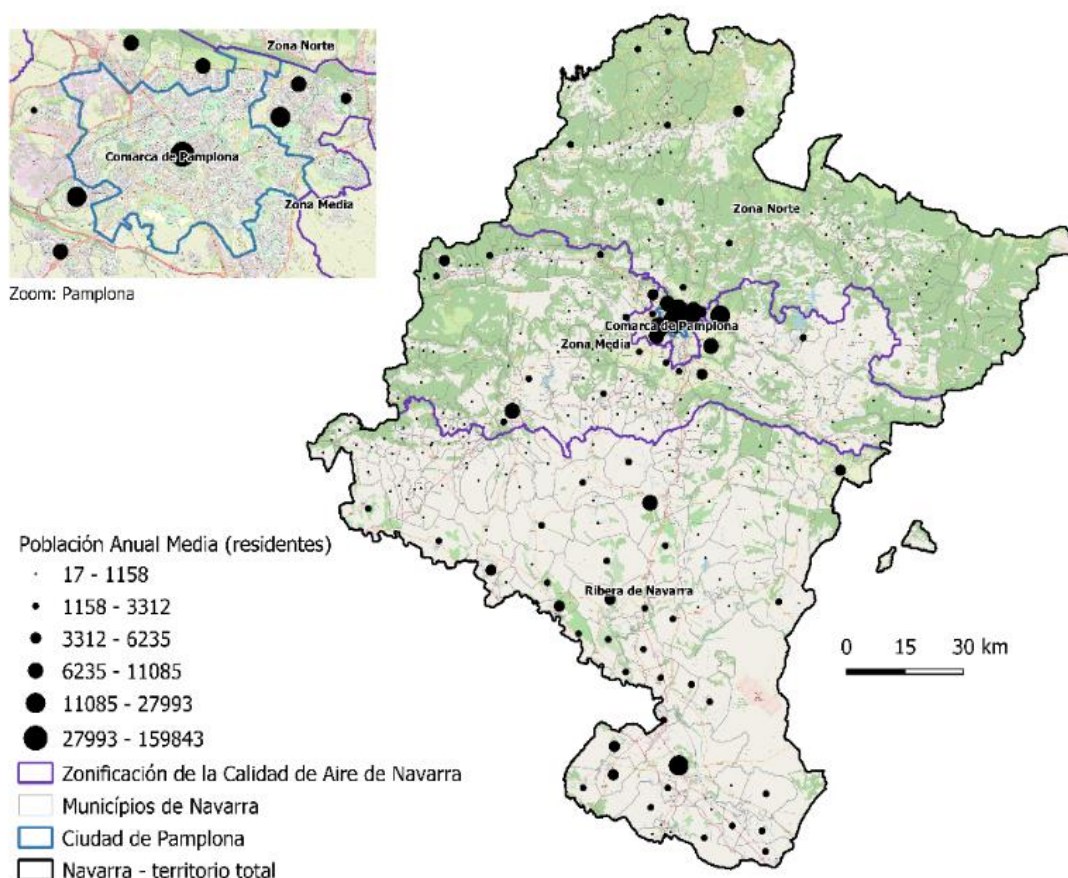 Zona Norte
Comarca de Pamplona
Zona Media
Zoom: Pamplona
Zona Norte
Comarca de Pamplona
Zona Media
Ribera de Navarra
Población Anual Media (residentes)
17 - 1158
1158 - 3312
3312 - 6235
6235 - 11085
11085 - 27993
27993 - 159843
Zonificación de la Calidad de Aire de Navarra
Municípios de Navarra
Ciudad de Pamplona
Navarra - territorio total
0 15 30 km